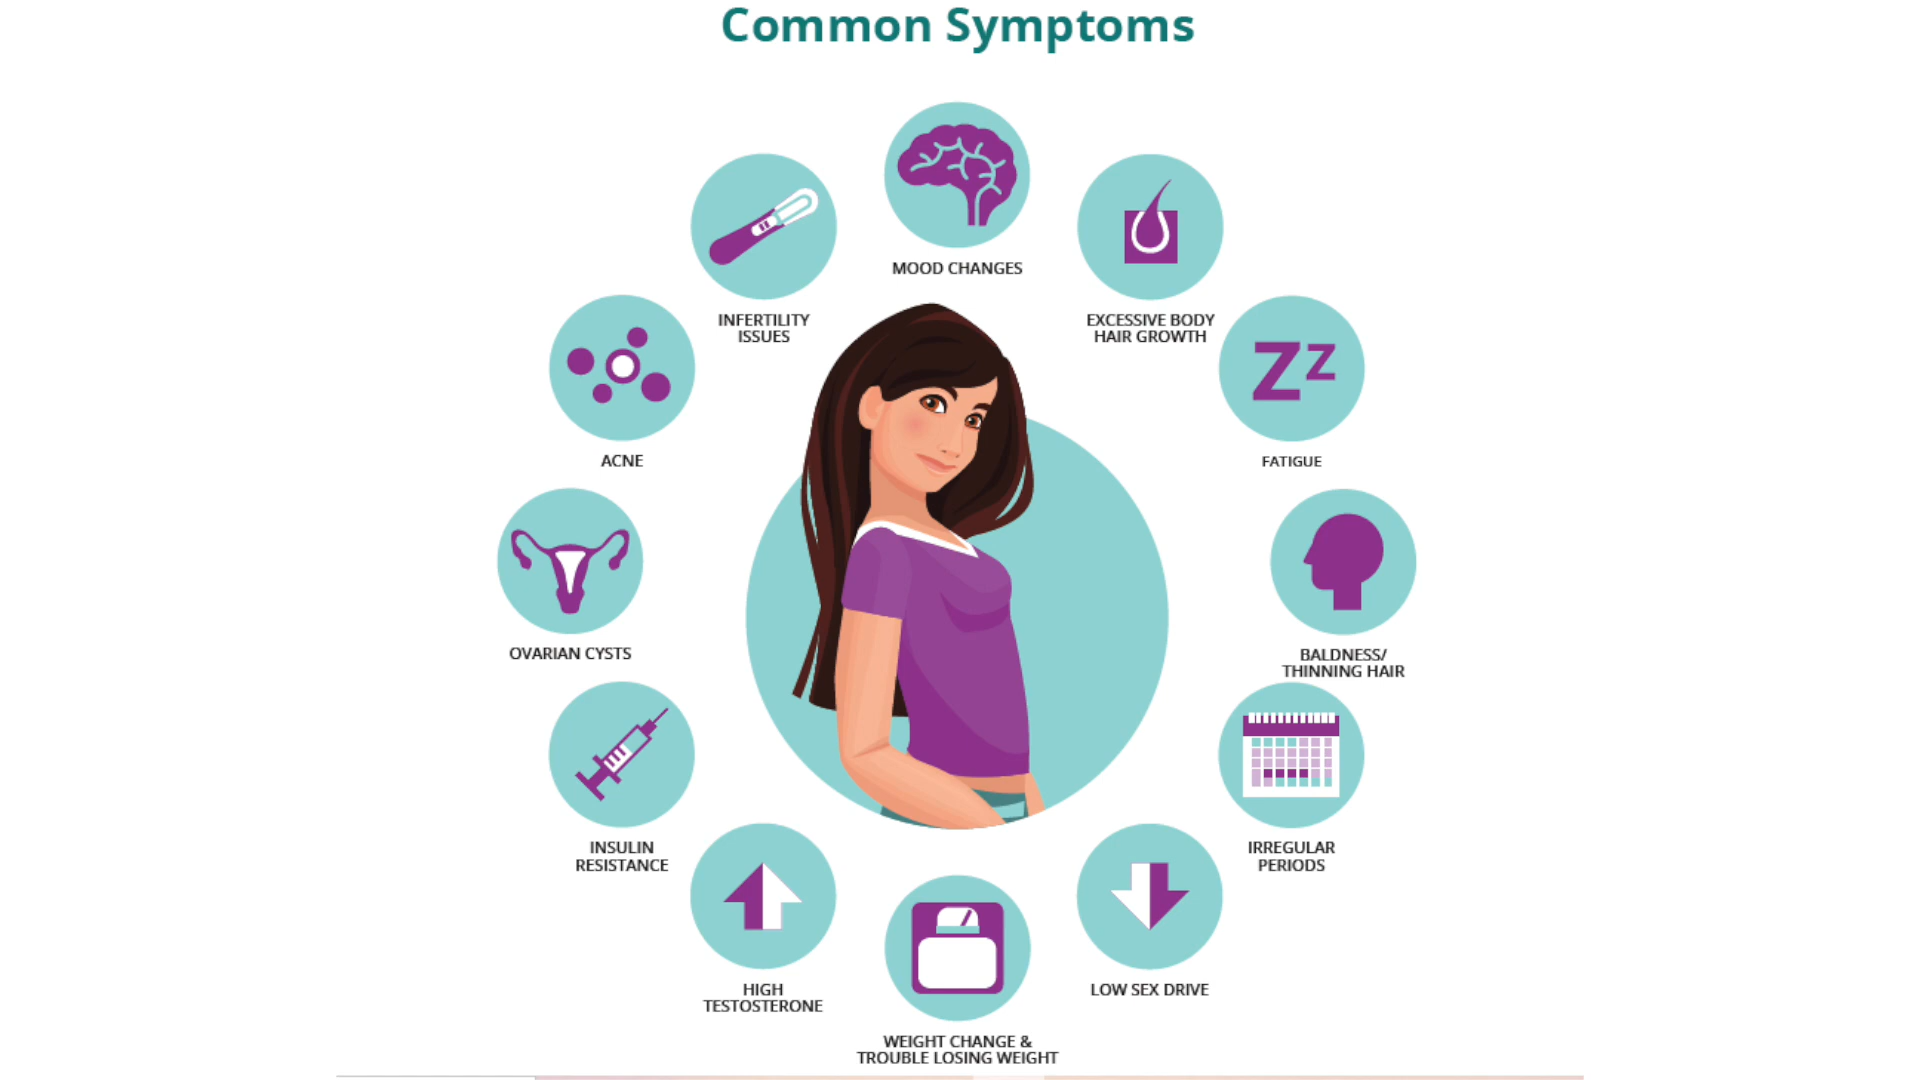 Common Symptoms
MOOD CHANGES
INFERTILITY
ISSUES
EXCESSIVE BODY
HAIR GROWTH
ZZ
ACNE
FATIGUE
OVARIAN CYSTS
BALDNESS/
THINNING HAIR
INSULIN
RESISTANCE
IRREGULAR
PERIODS
HIGH
TESTOSTERONE
LOW SEX DRIVE
WEIGHT CHANGE &
TROUBLE LOSING WEIGHT